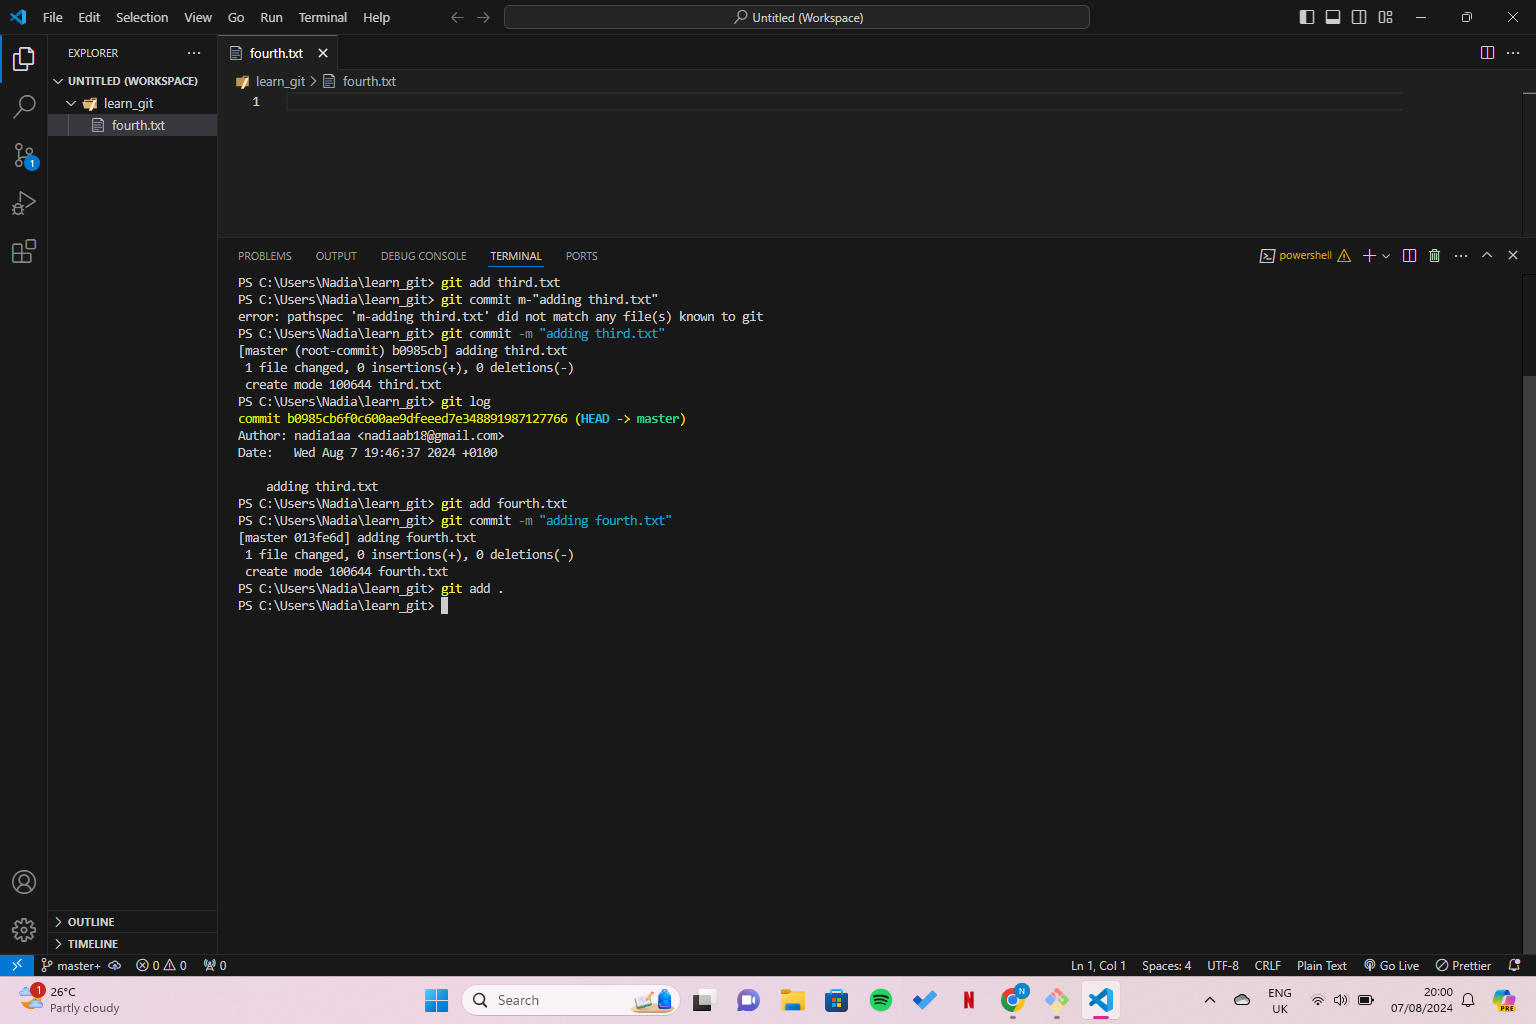 File Edit Selection View Go Run Terminal Help
Untitled (Workspace)
EXPLORER
UNTITLED (WORKSPACE)
learn_git
fourth.txt
1
OUTLINE
TIMELINE
fourth.txt
learn_git > fourth.txt
1
PROBLEMS OUTPUT DEBUG CONSOLE TERMINAL PORTS
powershell
PS C:\Users\Nadia\learn_git> git add third.txt
PS C:\Users\Nadia\learn_git> git commit m-"adding third.txt"
error: pathspec 'm-adding third.txt' did not match any file(s) known to git
PS C:\Users\Nadia\learn_git> git commit -m "adding third.txt"
[master (root-commit) b0985cb] adding third.txt
1 file changed, 0 insertions(+), 0 deletions(-)
create mode 100644 third.txt
PS C:\Users\Nadia\learn_git> git log
commit b0985cb6f0c600ae9dfeeed7e348891987127766 (HEAD -> master)
Author: nadia1aa <nadiaab18@gmail.com>
Date: Wed Aug 7 19:46:37 2024 +0100
adding third.txt
PS C:\Users\Nadia\learn_git> git add fourth.txt
PS C:\Users\Nadia\learn_git> git commit -m "adding fourth.txt"
[master 013fe6d] adding fourth.txt
1 file changed, 0 insertions(+), 0 deletions(-)
create mode 100644 fourth.txt
PS C:\Users\Nadia\learn_git> git add .
PS C:\Users\Nadia\learn_git>
master+ 0 0 0 Ln 1, Col 1 Spaces: 4 UTF-8 CRLF Plain Text Go Live Prettier
1
26°C
Partly cloudy
Search
N
N
ENG
UK
20:00
07/08/2024
PRE